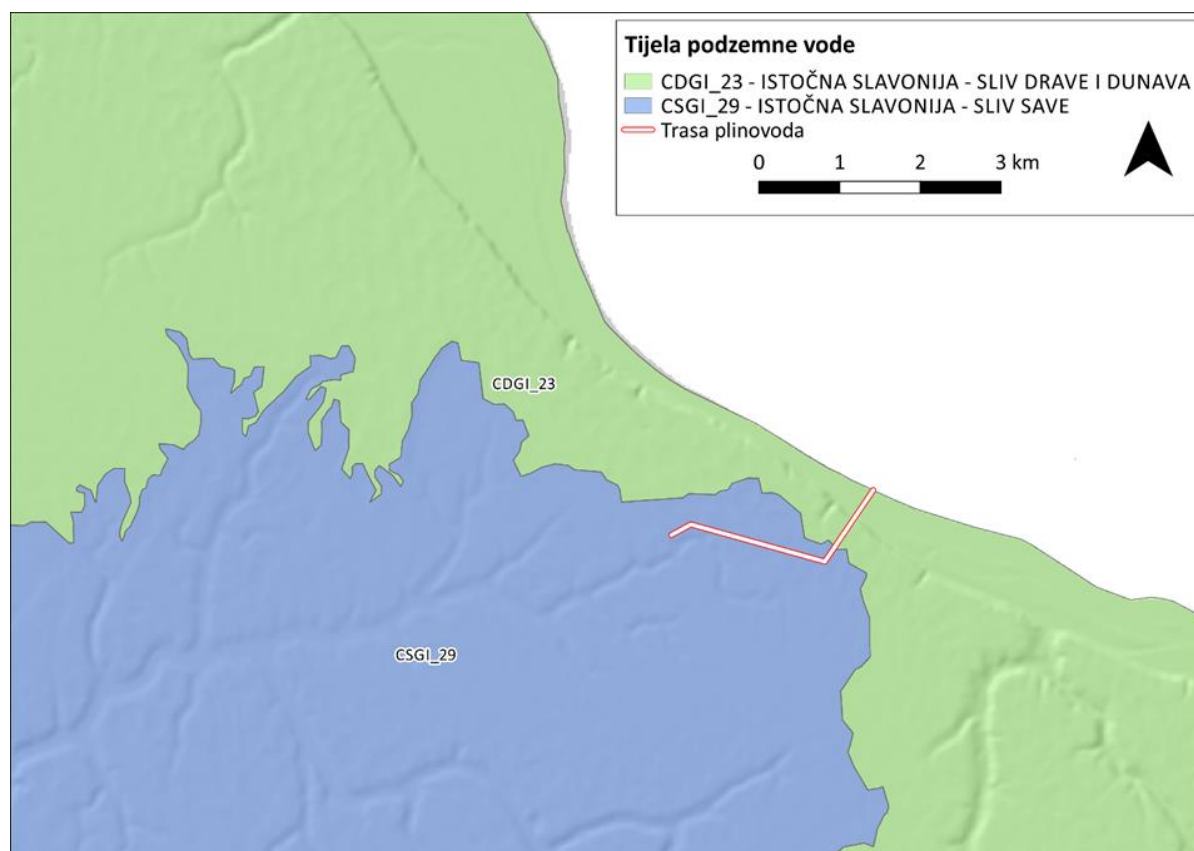 Tijela podzemne vode
CDGI_23 - ISTOČNA SLAVONIJA - SLIV DRAVE I DUNAVA
CSGI_29 - ISTOČNA SLAVONIJA - SLIV SAVE
Trasa plinovoda
0 1 2 3 km
CDGI_23
CSGI_29